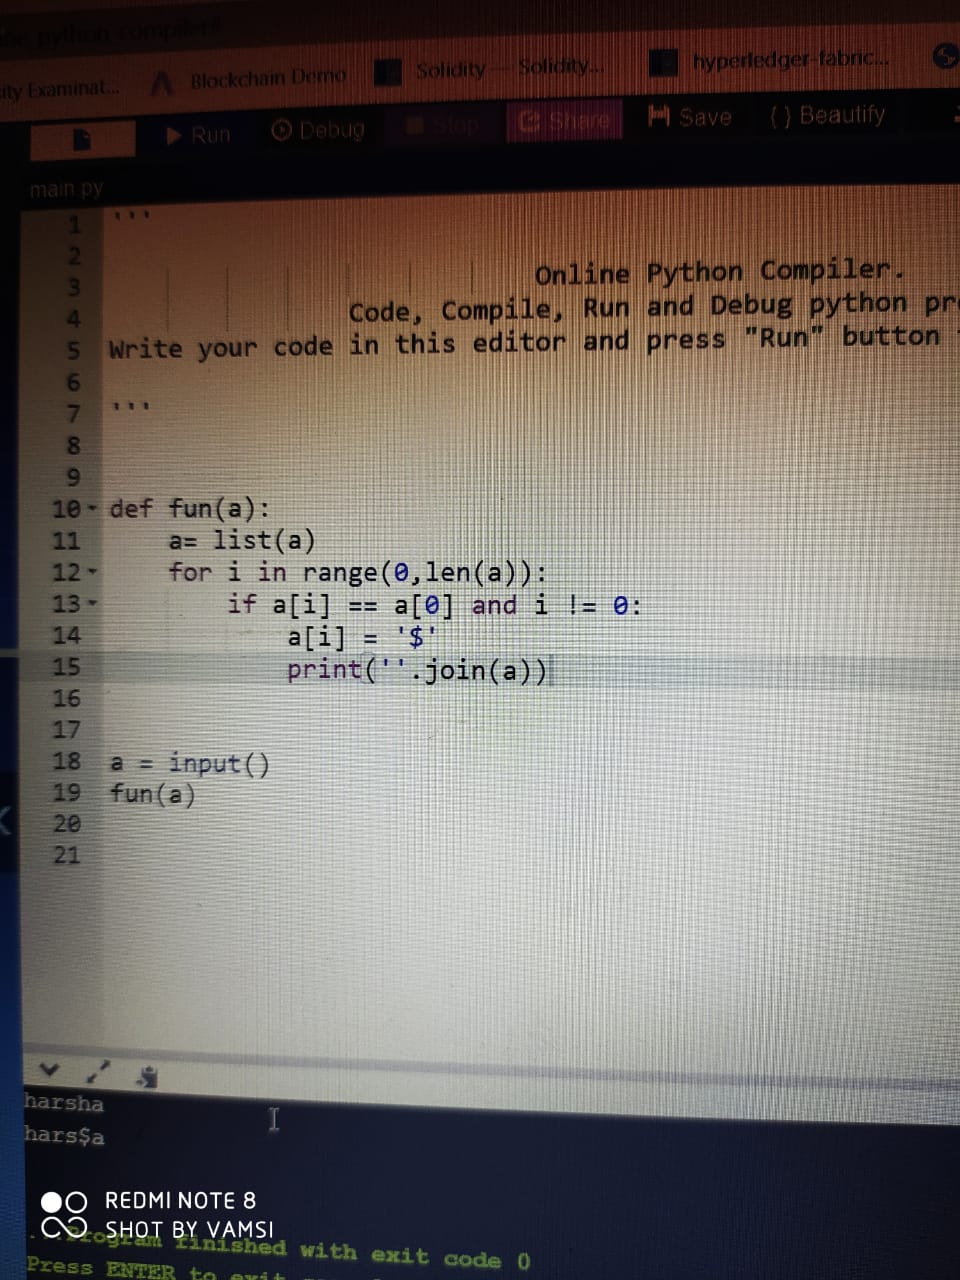 python compiler
ity Examinat...
Blockchain Demo
Solidity — Solidity...
hyperledger-fabric...
Run
Debug
Stop
Share
Save
{ } Beautify
main.py
1 '''
2
3 Online Python Compiler.
4 Code, Compile, Run and Debug python pr
5 Write your code in this editor and press "Run" button
6
7 '''
8
9
10 def fun(a):
11 a= list(a)
12 for i in range(0,len(a)):
13 if a[i] == a[0] and i != 0:
14 a[i] = '$'
15 print(''.join(a))
16
17
18 a = input()
19 fun(a)
20
21
harsha
hars$a
REDMI NOTE 8
SHOT BY VAMSI
...Program finished with exit code 0
Press ENTER to exit